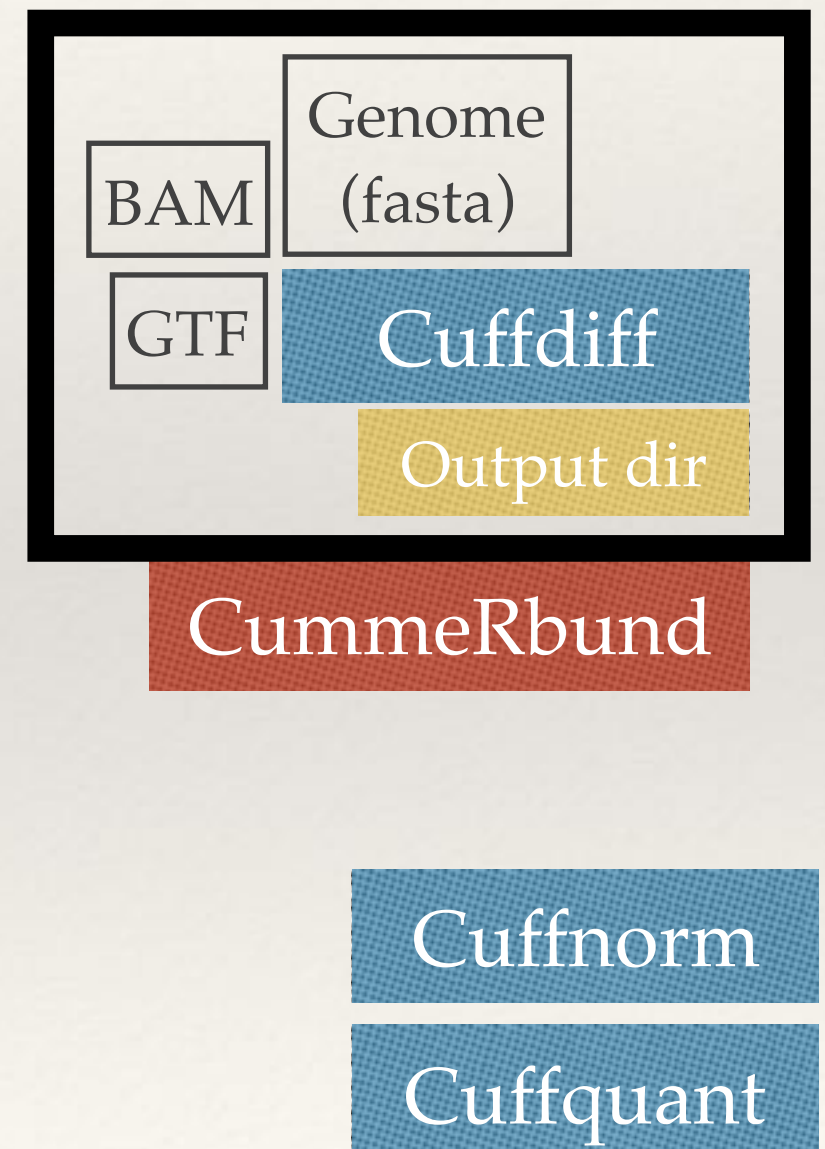 Genome
(fasta)
BAM
GTF
Cuffdiff
Output dir
CummeRbund
Cuffnorm
Cuffquant